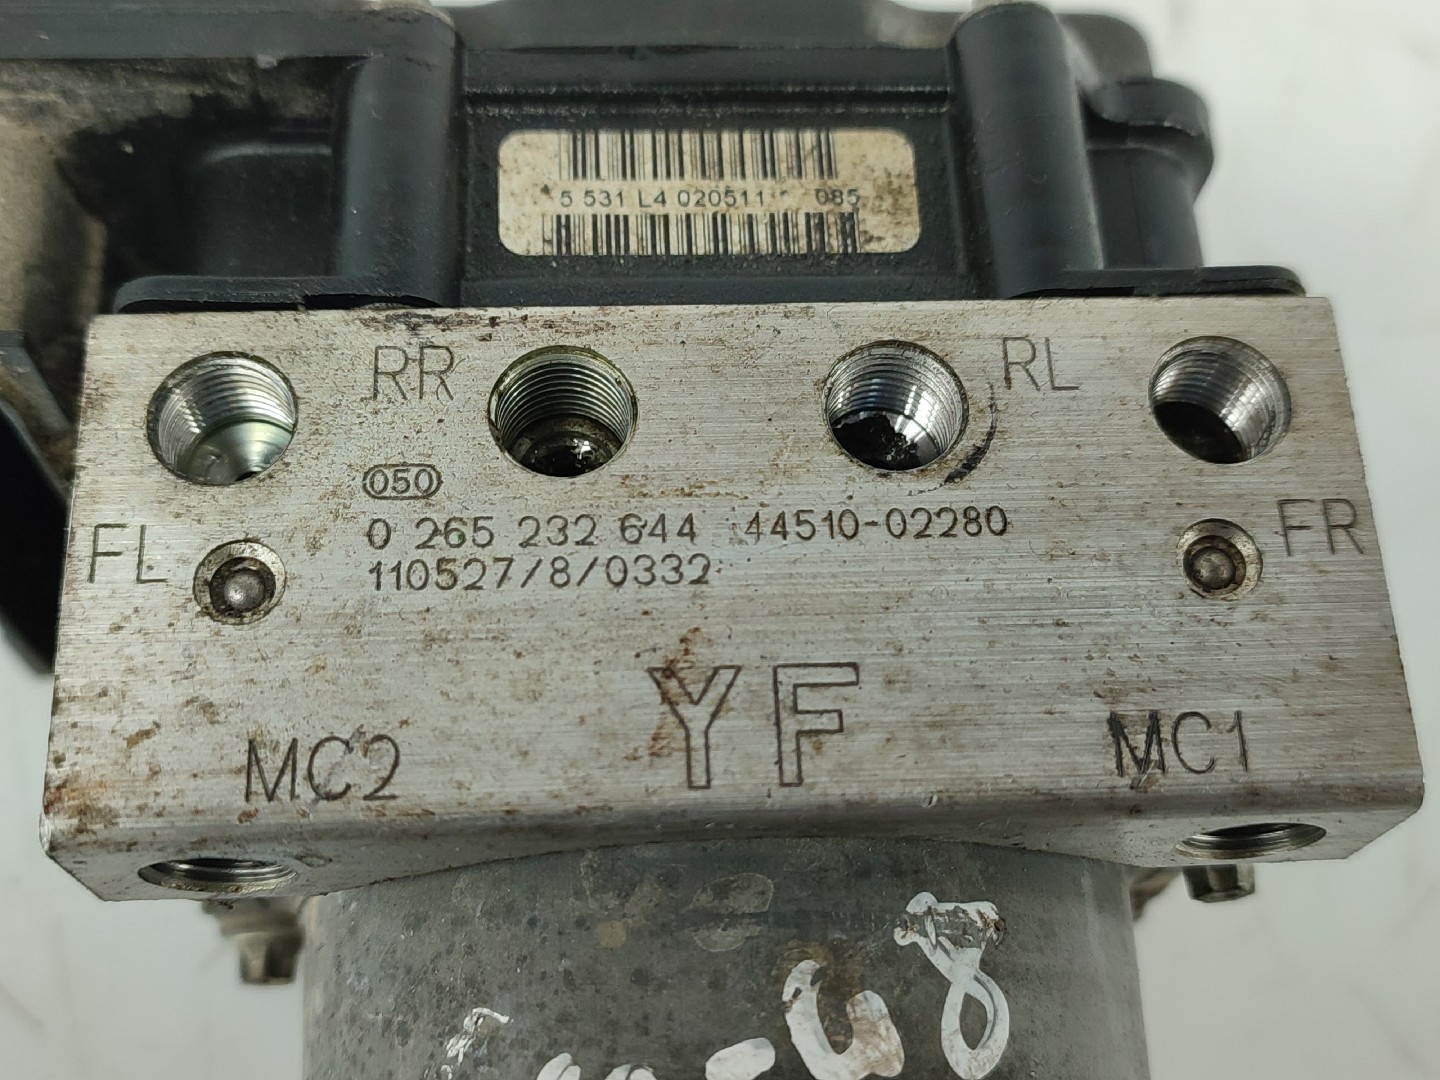 5 531 L4 020511 085
RR RL
050
FL FR
0 265 232 644 44510-02280
110527/8/0332
YF
MC2 MC1